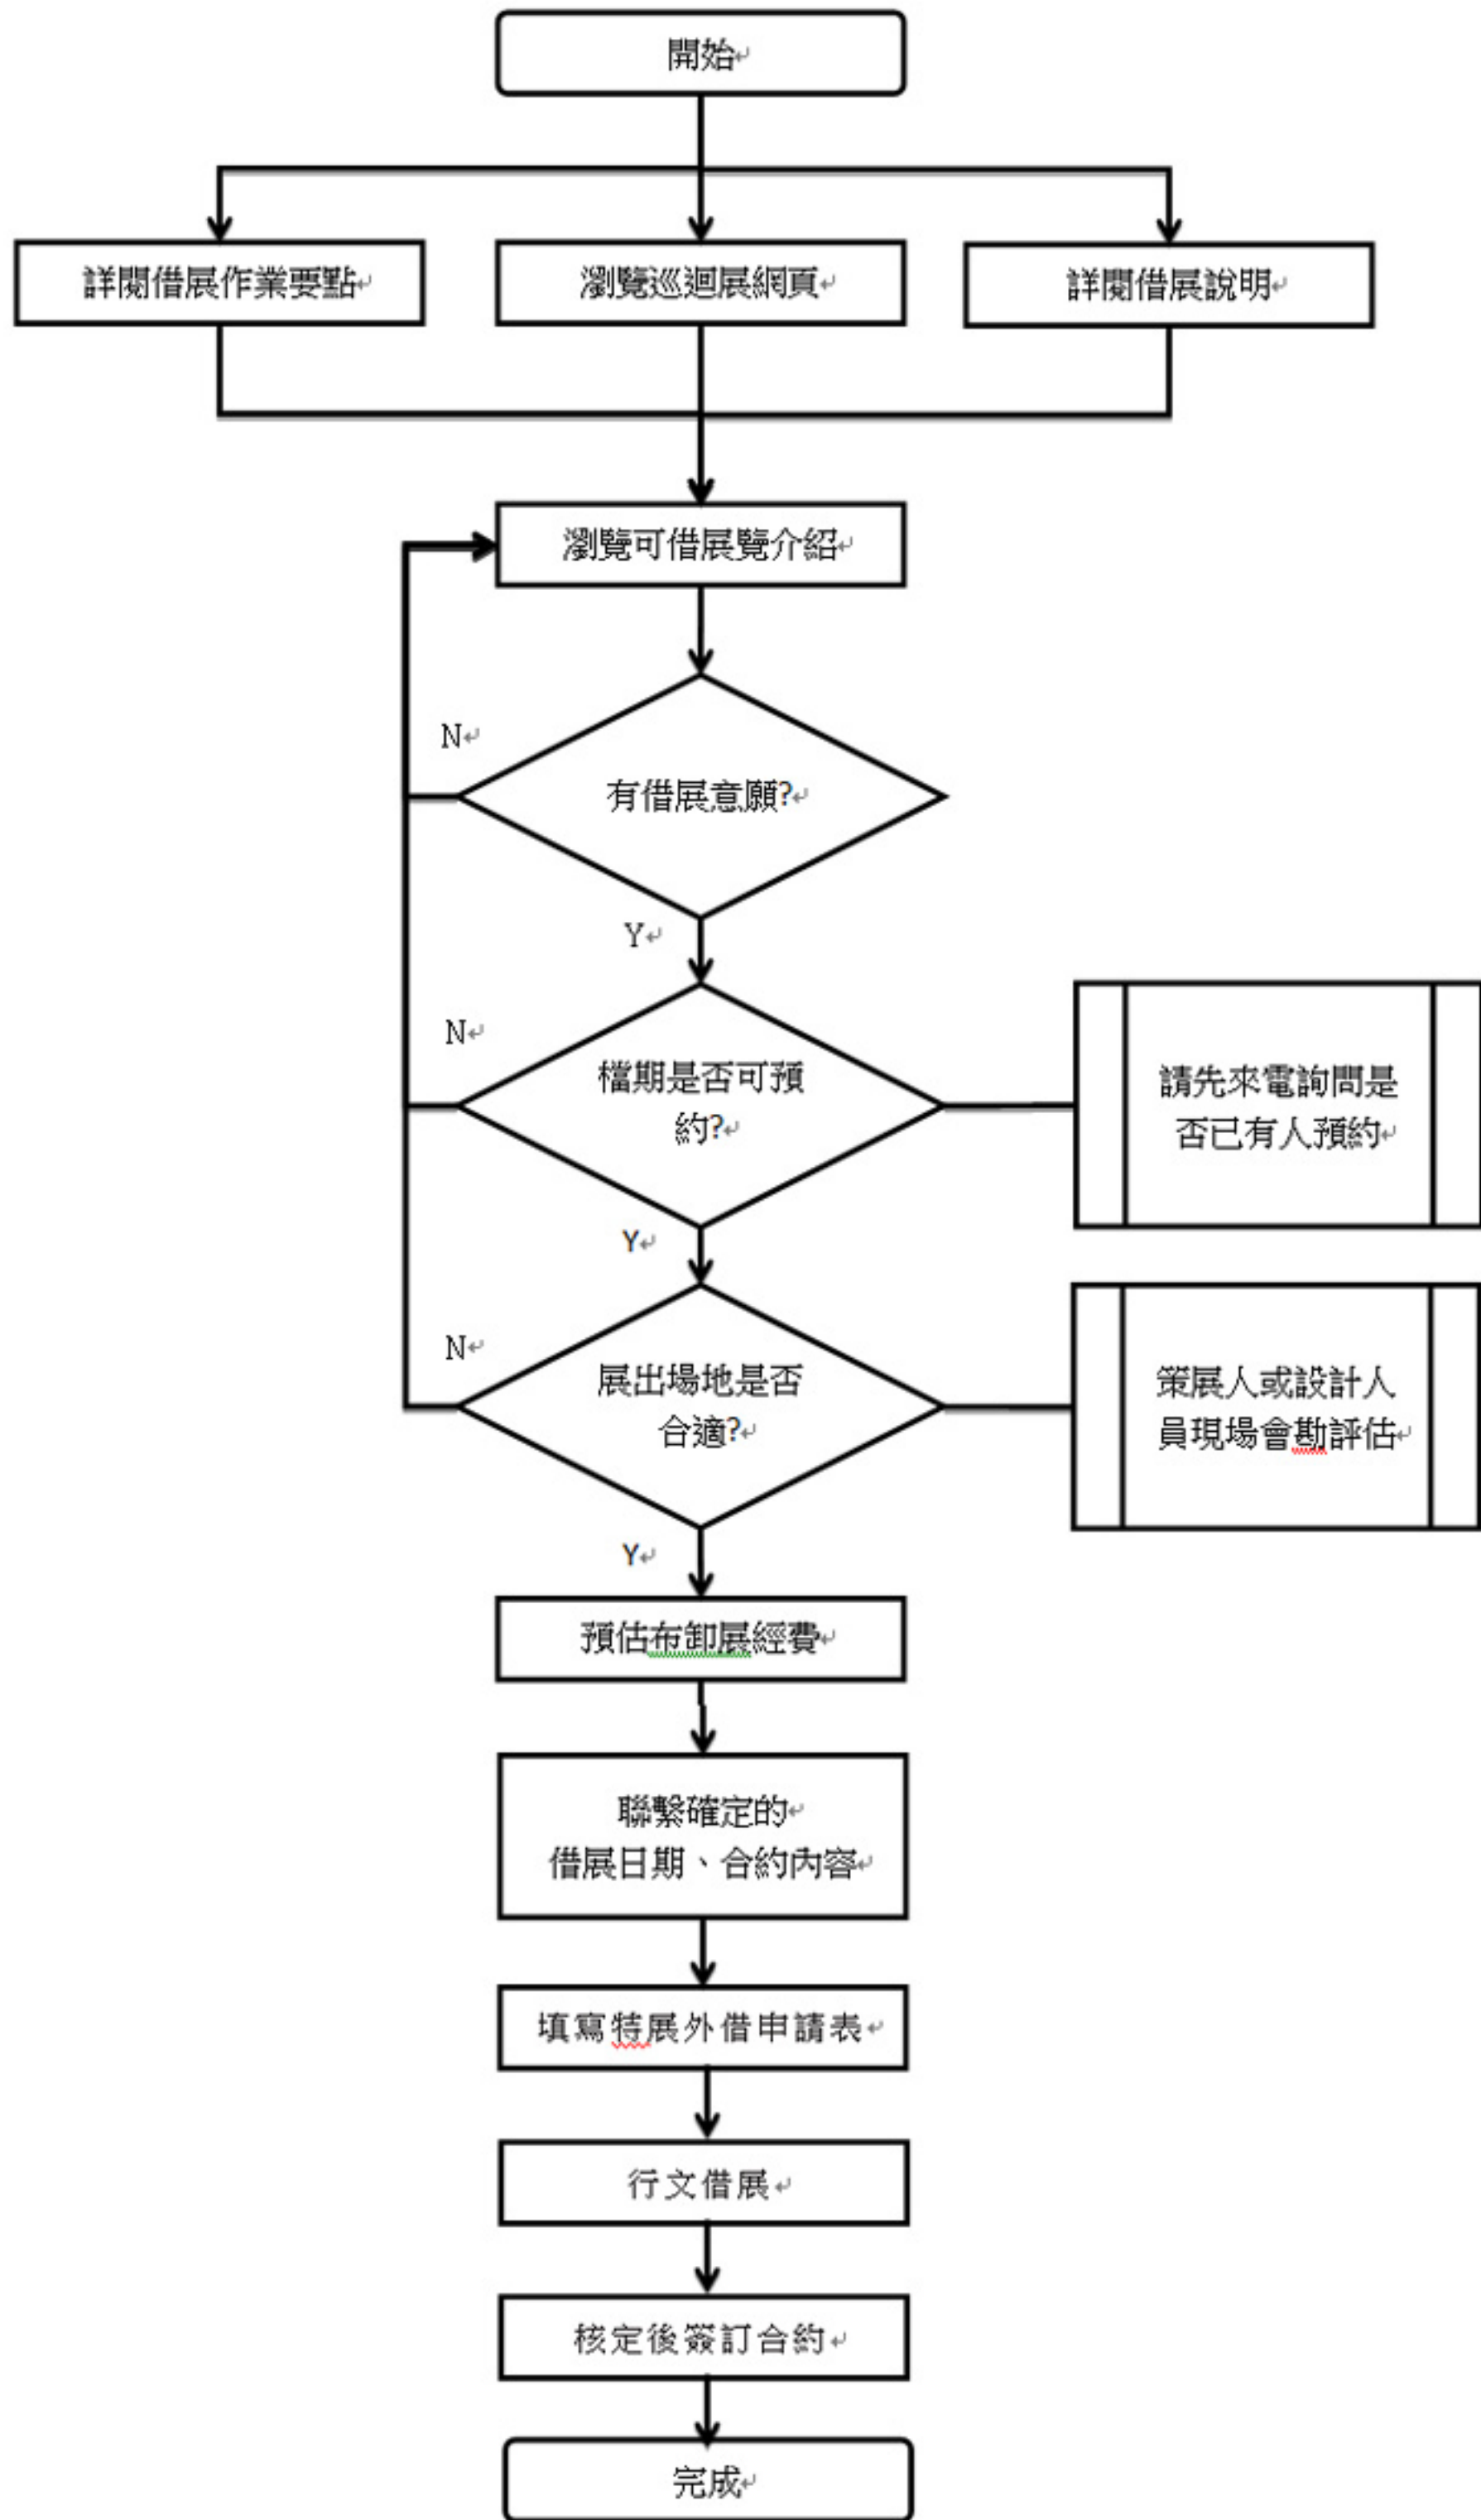 開始
詳閱借展作業要點
瀏覽巡迴展網頁
詳閱借展說明
瀏覽可借展覽介紹
N
有借展意願?
Y
N
檔期是否可預
約?
請先來電詢問是
否已有人預約
Y
N
展出場地是否
合適?
策展人或設計人
員現場會勘評估
Y
預估布卸展經費
聯繫確定的
借展日期、合約內容
填寫特展外借申請表
行文借展
核定後簽訂合約
完成